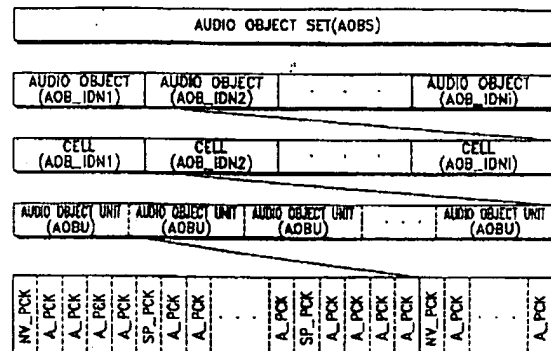 AUDIO OBJECT SET(AOBS)
AUDIO OBJECT AUDIO OBJECT . . . AUDIO OBJECT
(AOB_IDN1) (AOB_IDN2) (AOB_IDNi)
CELL CELL . . . CELL
(AOB_IDN1) (AOB_IDN2) (AOB_IDNI)
AUDIO OBJECT UNIT AUDIO OBJECT UNIT AUDIO OBJECT UNIT . . . AUDIO OBJECT UNIT
(AOBU) (AOBU) (AOBU) (AOBU)
NV_PCK A_PCK A_PCK A_PCK A_PCK SP_PCK A_PCK A_PCK . . . A_PCK SP_PCK A_PCK A_PCK A_PCK A_PCK NV_PCK A_PCK . . . A_PCK